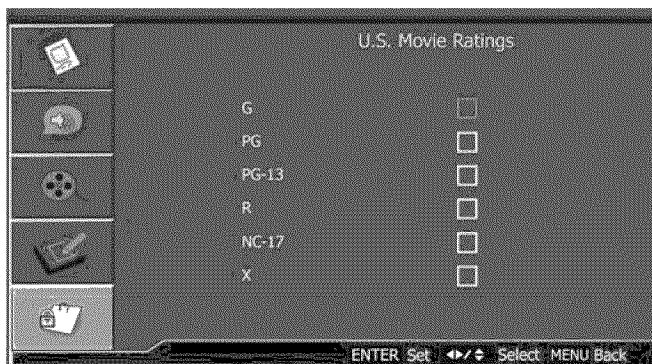 U.S. Movie Ratings
G
PG
PG-13
R
NC-17
X
ENTER Set Select MENU Back